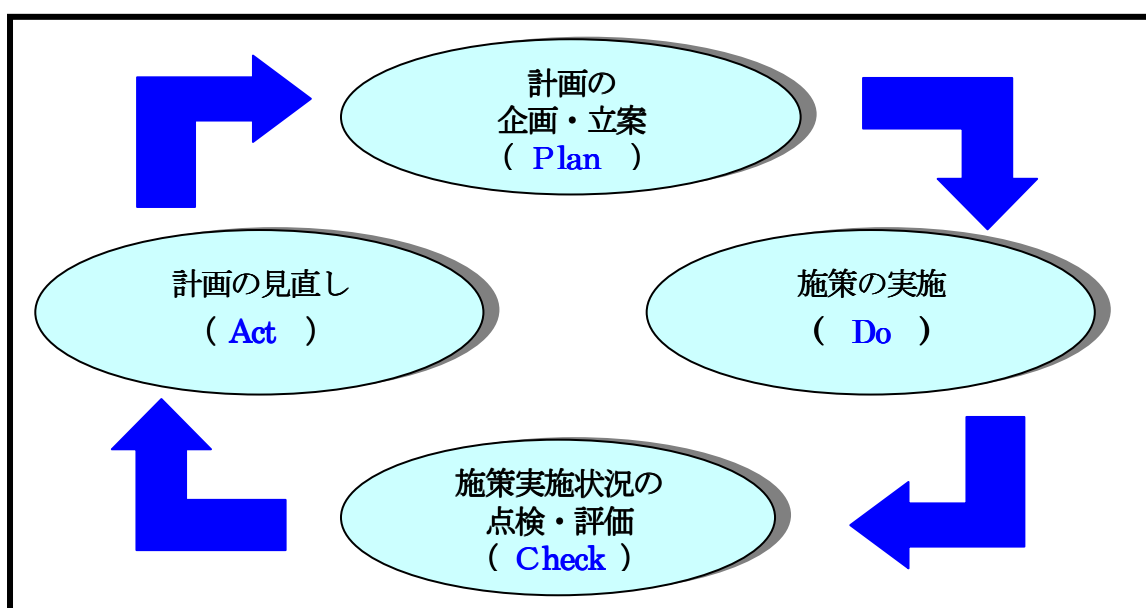 計画の
企画・立案
（ Ｐlan ）
計画の見直し
（ Act ）
施策の実施
（ Do ）
施策実施状況の
点検・評価
（ Ｃheck ）